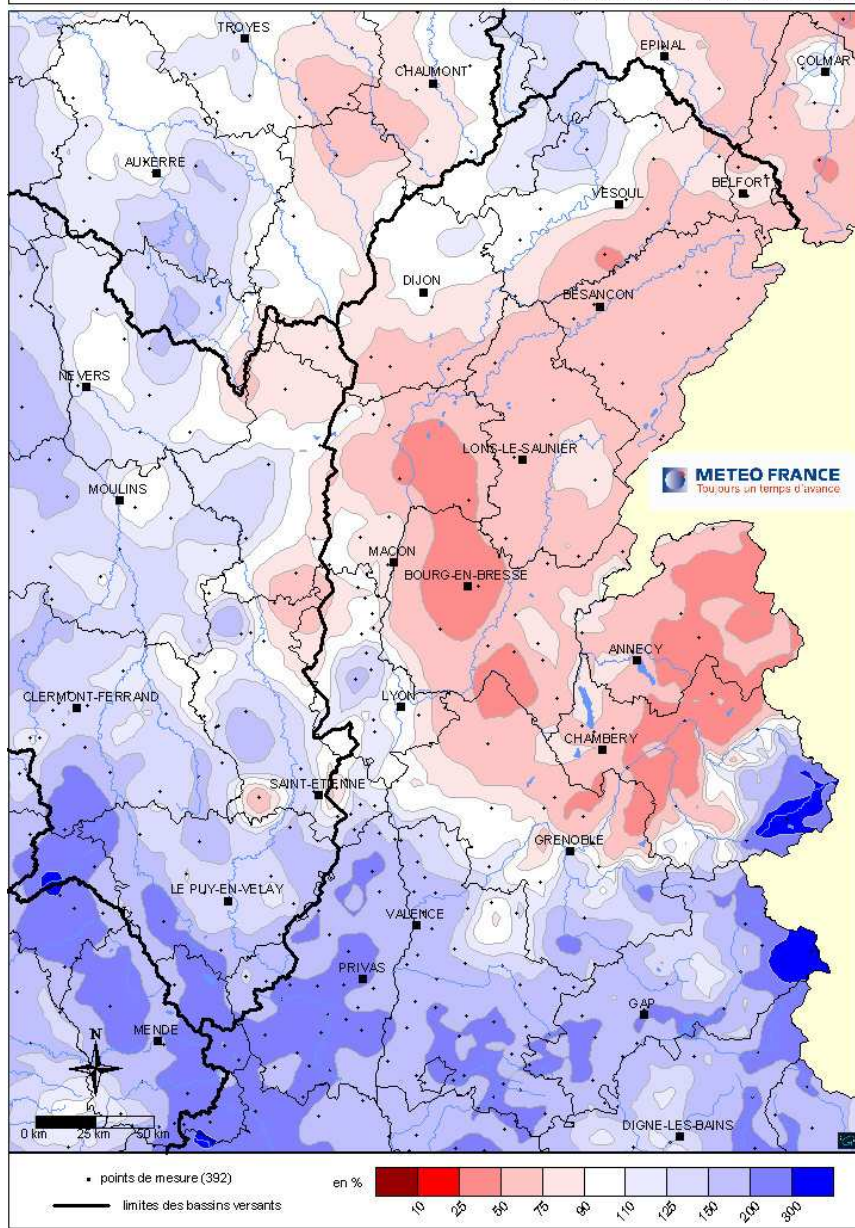 TROYES
EPINAL
CHAUMONT
COLMAR
AUXERRE
BELFORT
VESOUL
DIJON
BESANCON
NEVERS
LONS-LE-SAUNIER
METEO FRANCE
Toujours un temps d'avance
MOULINS
MACON
BOURG-EN-BRESSE
ANNECY
CLERMONT-FERRAND
LYON
CHAMBERY
SAINT-ETIENNE
GRENOBLE
LE PUY-EN-VELAY
VALENCE
PRIVAS
GAP
N
MENDE
0 km 25 km 50 km
DIGNE-LES-BAINS
points de mesure (392)
limites des bassins versants
en %
10 25 50 75 90 110 125 150 200 300